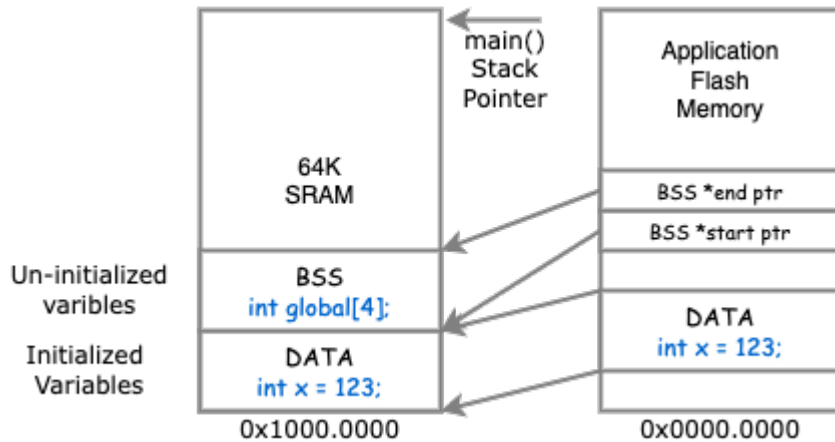 main()
Stack
Pointer
Application
Flash
Memory
64K
SRAM
BSS *end ptr
BSS *start ptr
Un-initialized
varibles
BSS
int global[4];
DATA
int x = 123;
Initialized
Variables
DATA
int x = 123;
0x1000.0000
0x0000.0000